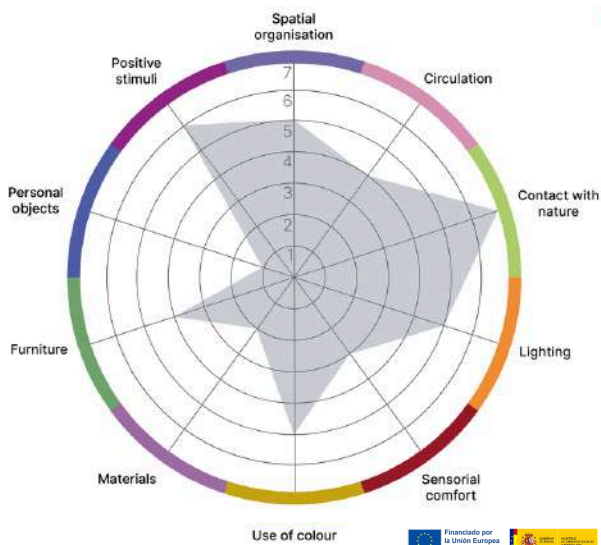 Spatial
organisation
Positive
stimuli
Circulation
7
6
5
4
3
2
1
Personal
objects
Contact with
nature
Furniture
Lighting
Materials
Sensorial
comfort
Use of colour
Financiado por
la Unión Europea